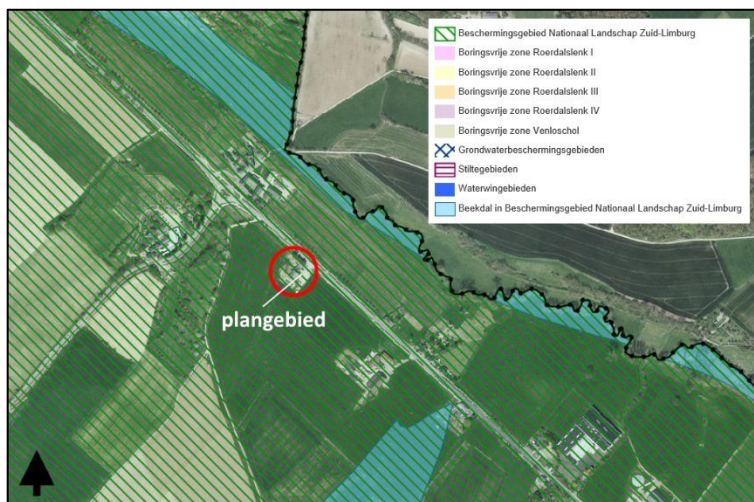 Beschermingsgebied Nationaal Landschap Zuid-Limburg
Boringsvrije zone Roerdalslenk I
Boringsvrije zone Roerdalslenk II
Boringsvrije zone Roerdalslenk III
Boringsvrije zone Roerdalslenk IV
Boringsvrije zone Venloschol
Grondwaterbeschermingsgebieden
Stiltegebieden
Waterwingebieden
Beekdal in Beschermingsgebied Nationaal Landschap Zuid-Limburg
plangebied